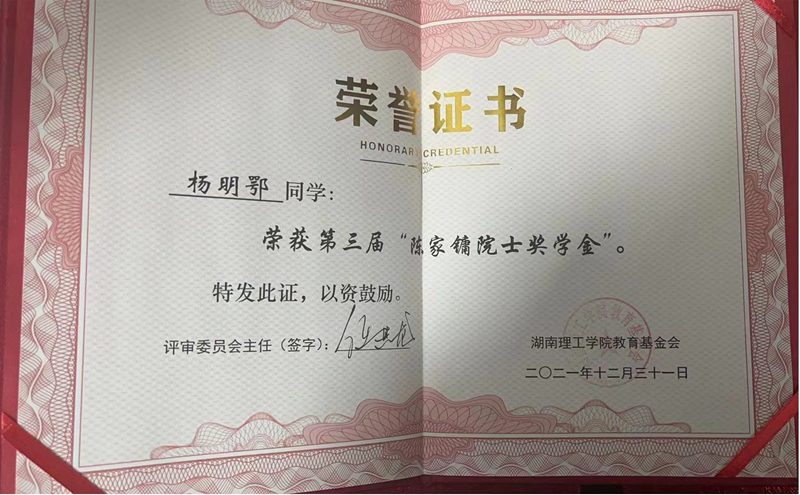 荣誉证书
HONORARY CREDENTIAL
杨明鄂 同学：
荣获第三届“陈家镛院士奖学金”。
特发此证，以资鼓励。
评审委员会主任（签字）：
湖南理工学院教育基金会
二〇二一年十二月三十一日